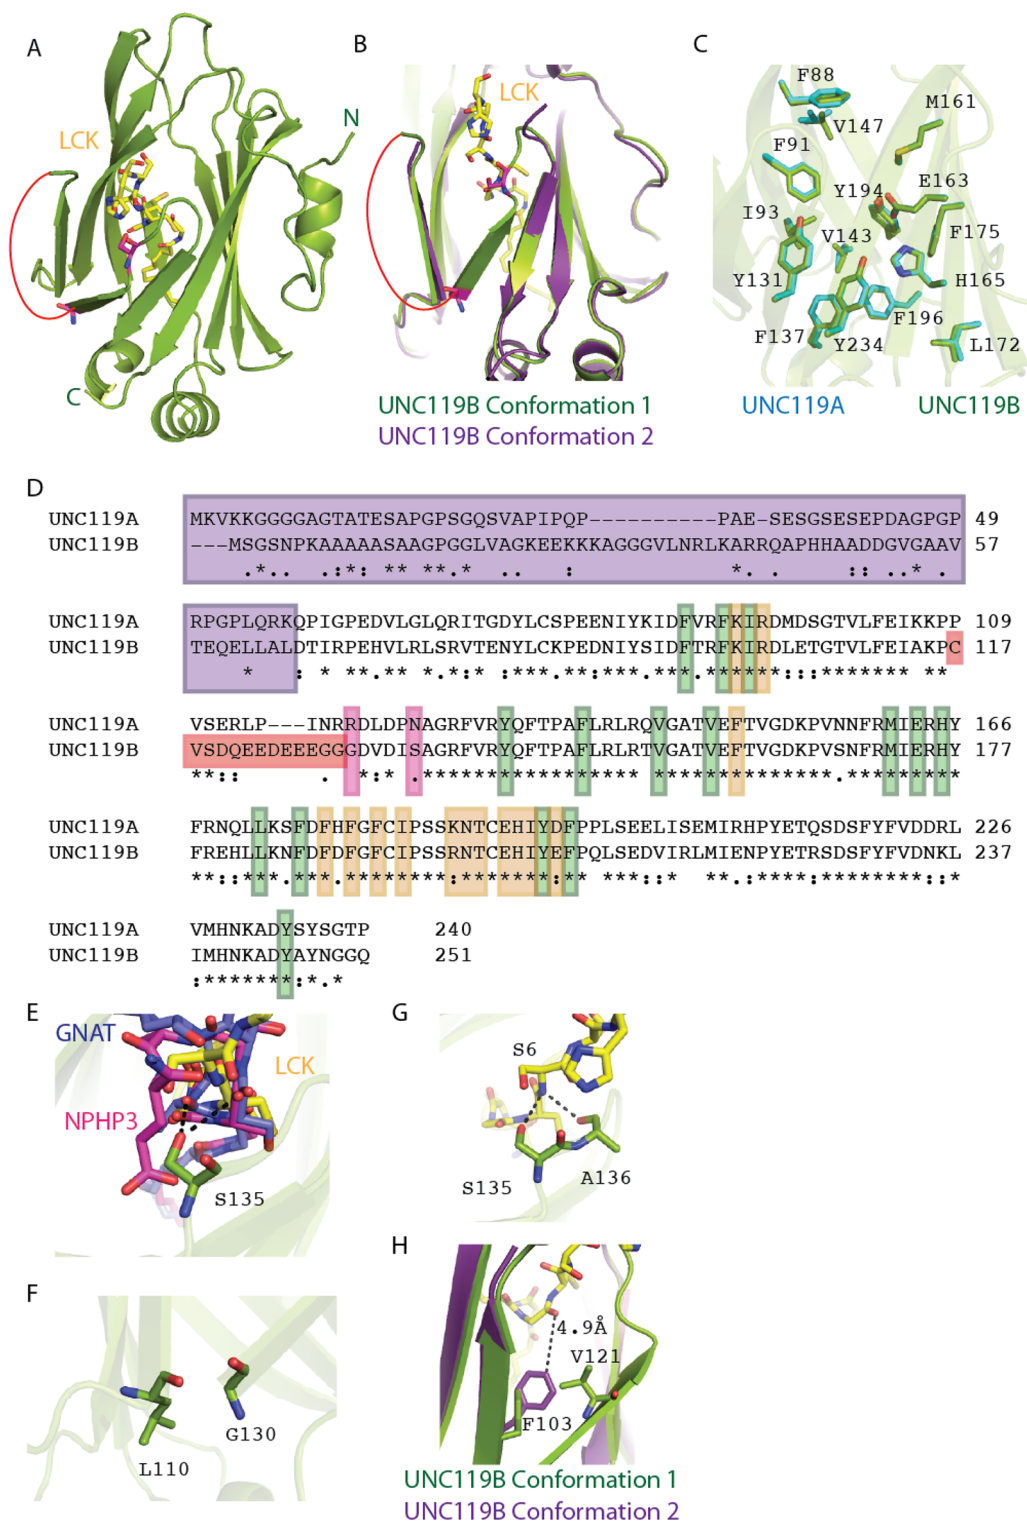 A
LCK
N
C
B
LCK
UNC119B Conformation 1
UNC119B Conformation 2
C
F88
M161
V147
F91
Y194
E163
I93
V143
F175
Y131
H165
F196
F137
Y234
L172
UNC119A
UNC119B
D
UNC119A MKVKKGGGGAGTATESAPGPSGQSVAPIPQP----------PAE-SESGSESEPDAGPGP 49
UNC119B ---MSGSNPKAAAAASAAGPGGLVAGKEEKKKAGGGVLNRLKARRQAPHHAADDGVGAAV 57
.*.. .:*: ** **.* .. : *. . :: ..* .
UNC119A RPGPLQRKQPIGPEDVLGLQRITGDYLCSPEENIYKIDFVRFKIRDMDSGTVLFEIKKPP 109
UNC119B TEQELLALDTIRPEHVLRLSRVTENYLCKPEDNIYSIDFTRFKIRDLETGTVLFEIAKPC 117
* : * **.** *.*:* :***.**:***.***.******:::******* **
UNC119A VSERLP---INRRDLDPNAGRFVRYQFTPAFLRLRQVGATVEFTVGDKPVNNFRMIERHY 166
UNC119B VSDQEEDEEEGGGDVDISAGRFVRYQFTPAFLRLRTVGATVEFTVGDKPVSNFRMIERHY 177
**:: . *:* .***************** **************.*********
UNC119A FRNQLLKSFDFHFGFCIPSSKNTCEHIYDFPPLSEELISEMIRHPYETQSDSFYFVDDRL 226
UNC119B FREHLLKNFDFDFGFCIPSSRNTCEHIYEFPQLSEDVIRLMIENPYETRSDSFYFVDNKL 237
**::***.***.********:*******:** ***::* **.:****:********::*
UNC119A VMHNKADYSYSGTP 240
UNC119B IMHNKADYAYNGGQ 251
:*******:*.*
E
GNAT
LCK
NPHP3
S135
G
S6
S135
A136
F
L110
G130
H
4.9Å
V121
F103
UNC119B Conformation 1
UNC119B Conformation 2